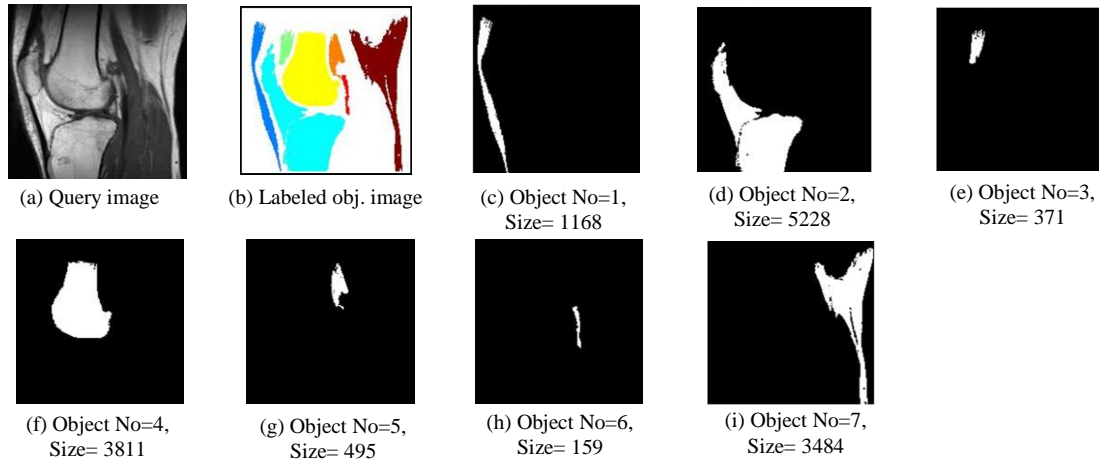 (a) Query image
(b) Labeled obj. image
(c) Object No=1,
Size= 1168
(d) Object No=2,
Size= 5228
(e) Object No=3,
Size= 371
(f) Object No=4,
Size= 3811
(g) Object No=5,
Size= 495
(h) Object No=6,
Size= 159
(i) Object No=7,
Size= 3484